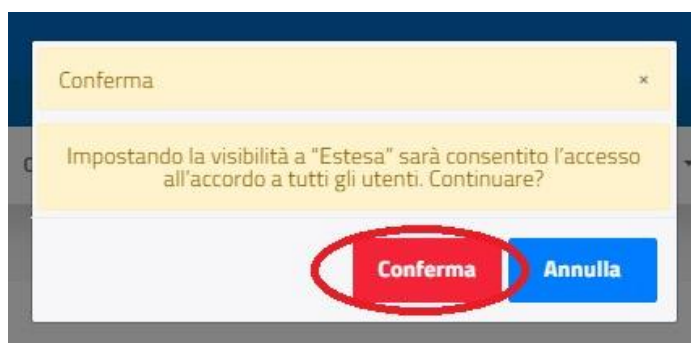 Conferma ×
Impostando la visibilità a "Estesa" sarà consentito l'accesso
all'accordo a tutti gli utenti. Continuare?
Conferma Annulla